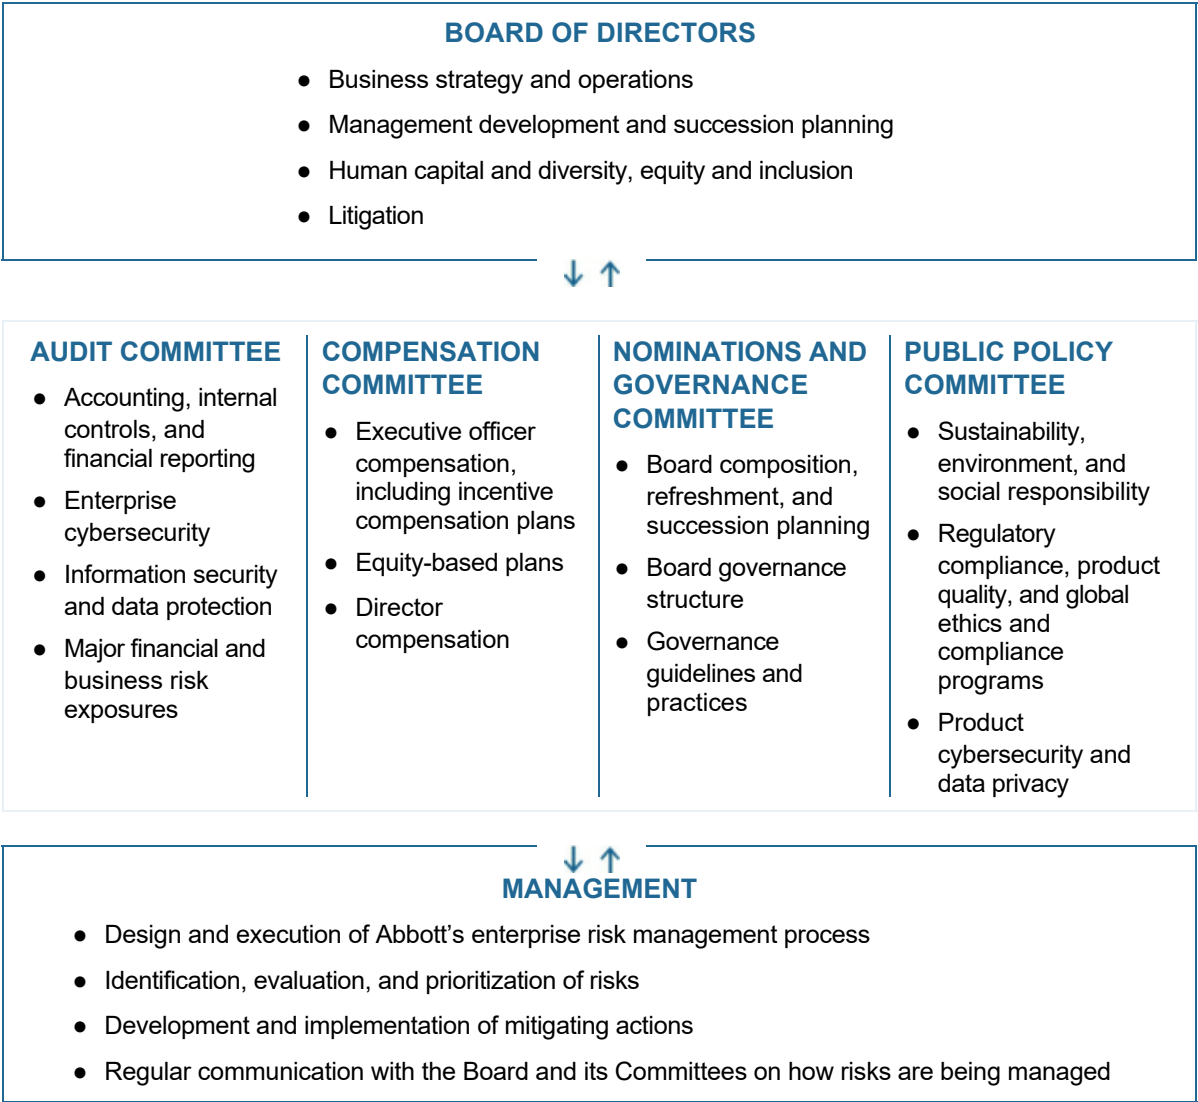 BOARD OF DIRECTORS
● Business strategy and operations
● Management development and succession planning
● Human capital and diversity, equity and inclusion
● Litigation
AUDIT COMMITTEE
● Accounting, internal
controls, and
financial reporting
● Enterprise
cybersecurity
● Information security
and data protection
● Major financial and
business risk
exposures
COMPENSATION
COMMITTEE
● Executive officer
compensation,
including incentive
compensation plans
● Equity-based plans
● Director
compensation
NOMINATIONS AND
GOVERNANCE
COMMITTEE
● Board composition,
refreshment, and
succession planning
● Board governance
structure
● Governance
guidelines and
practices
PUBLIC POLICY
COMMITTEE
● Sustainability,
environment, and
social responsibility
● Regulatory
compliance, product
quality, and global
ethics and
compliance
programs
● Product
cybersecurity and
data privacy
MANAGEMENT
● Design and execution of Abbott’s enterprise risk management process
● Identification, evaluation, and prioritization of risks
● Development and implementation of mitigating actions
● Regular communication with the Board and its Committees on how risks are being managed